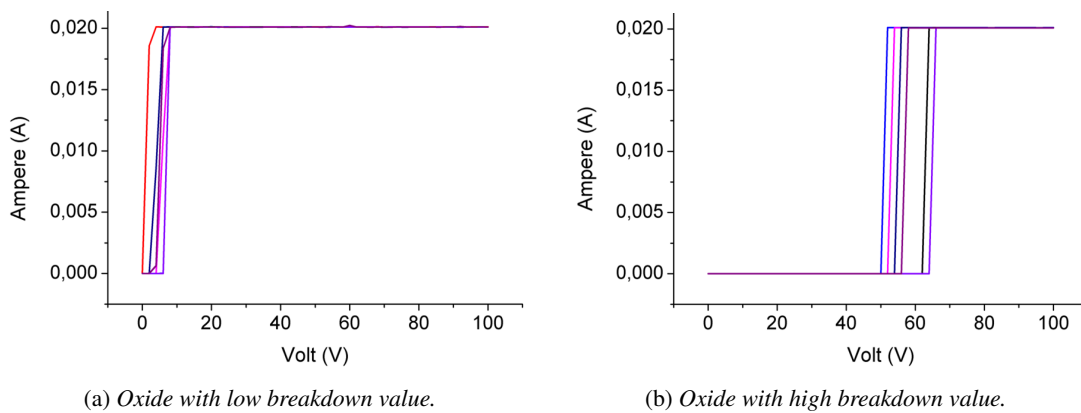 0,020
0,015
0,010
0,005
0,000
Ampere (A)
0 20 40 60 80 100
Volt (V)
(a) Oxide with low breakdown value.
0,020
0,015
0,010
0,005
0,000
Ampere (A)
0 20 40 60 80 100
Volt (V)
(b) Oxide with high breakdown value.